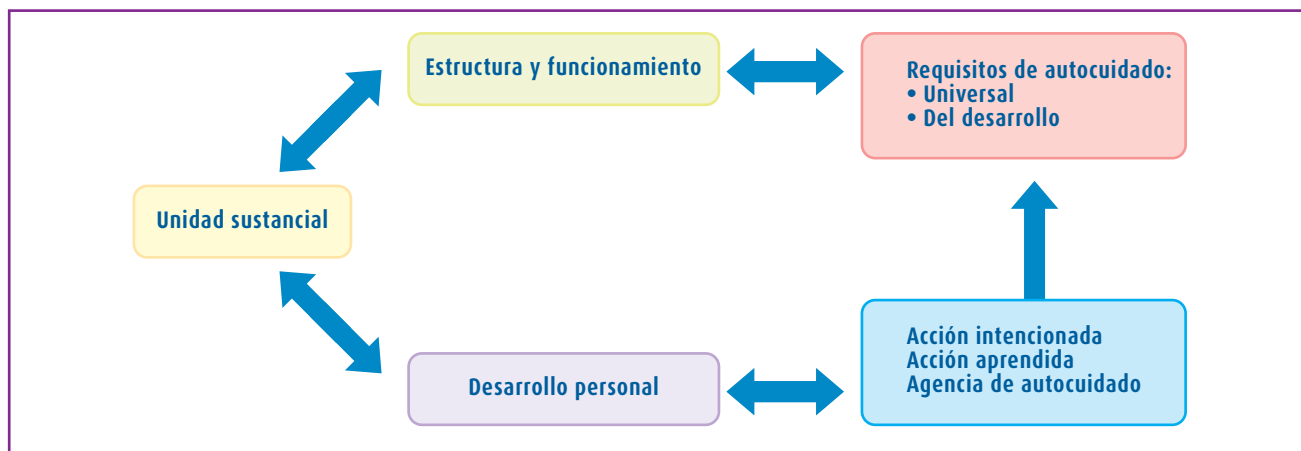 Estructura y funcionamiento
Requisitos de autocuidado:
• Universal
• Del desarrollo
Unidad sustancial
Desarrollo personal
Acción intencionada
Acción aprendida
Agencia de autocuidado